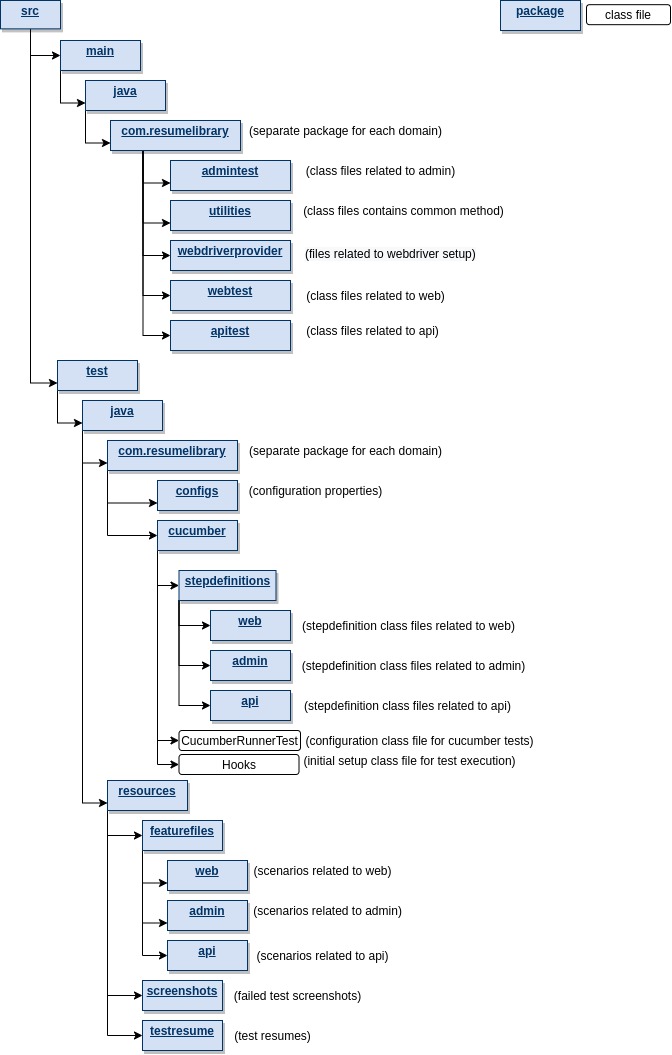 src
package
class file
main
java
com.resumelibrary (separate package for each domain)
admintest (class files related to admin)
utilities (class files contains common method)
webdriverprovider (files related to webdriver setup)
webtest (class files related to web)
apitest (class files related to api)
test
java
com.resumelibrary (separate package for each domain)
configs (configuration properties)
cucumber
stepdefinitions
web (stepdefinition class files related to web)
admin (stepdefinition class files related to admin)
api (stepdefinition class files related to api)
CucumberRunnerTest (configuration class file for cucumber tests)
Hooks (initial setup class file for test execution)
resources
featurefiles
web (scenarios related to web)
admin (scenarios related to admin)
api (scenarios related to api)
screenshots (failed test screenshots)
testresume (test resumes)